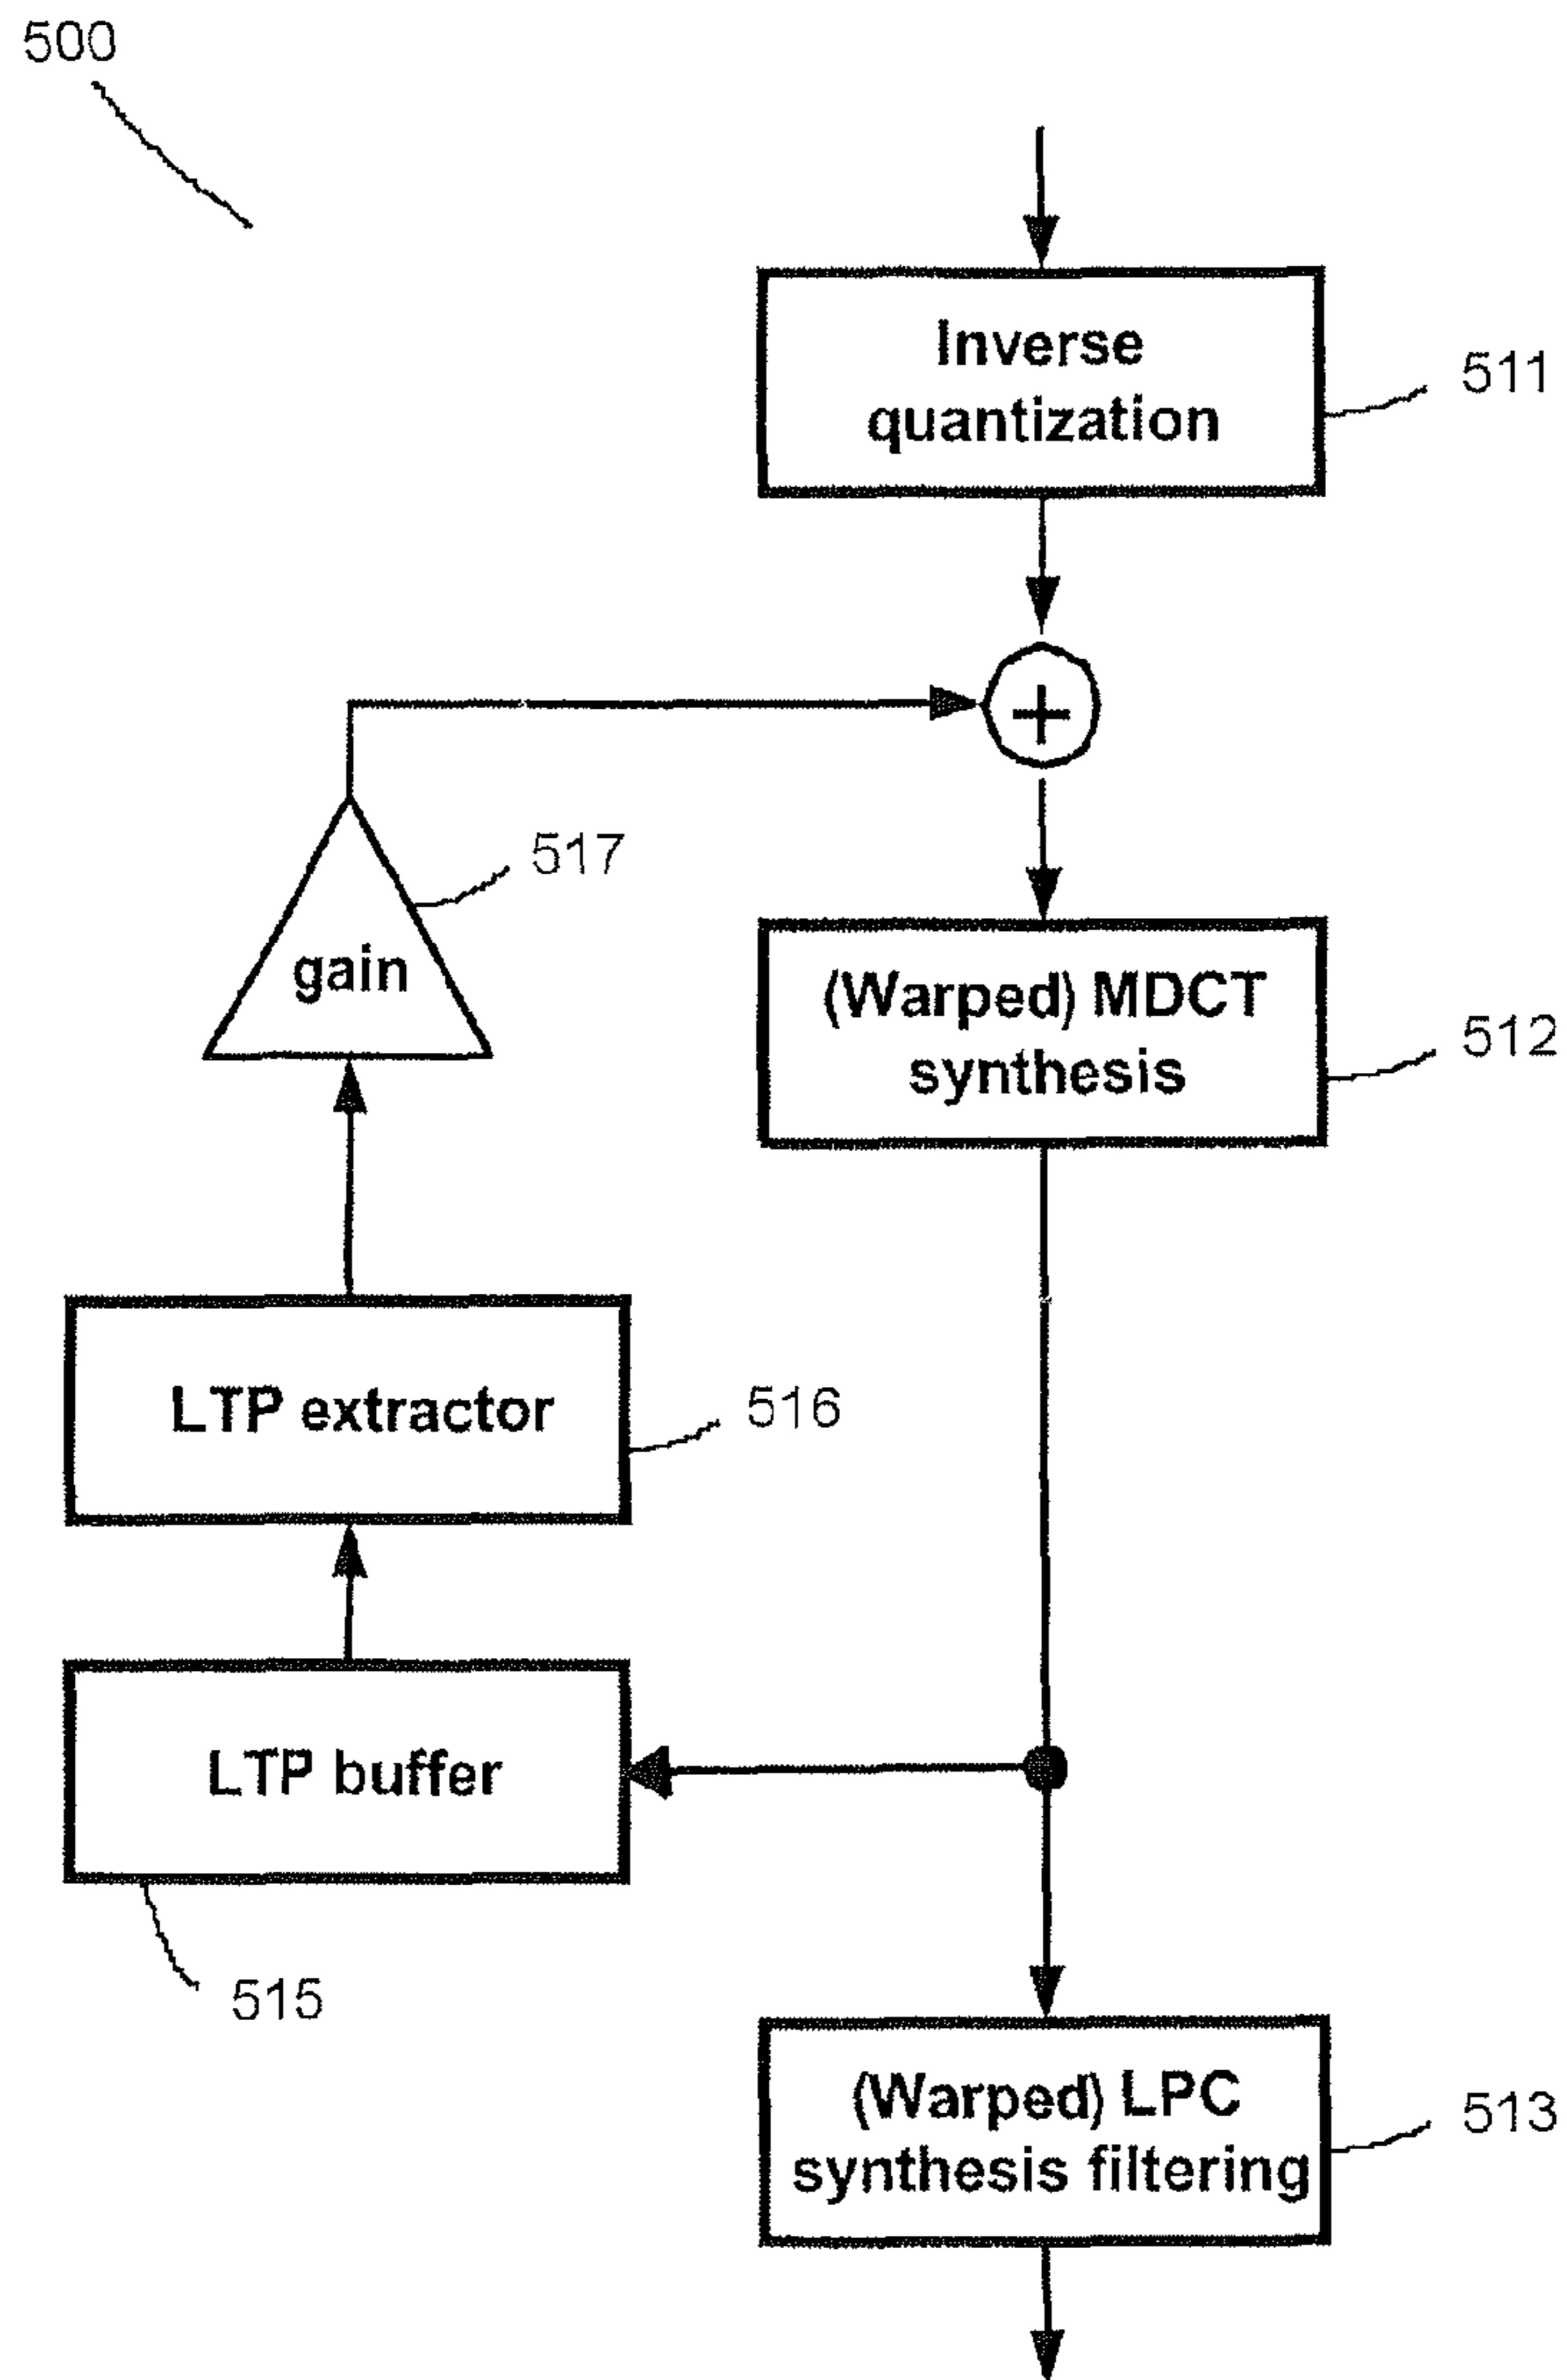 500
Inverse
quantization
511
517
gain
(Warped) MDCT
synthesis
512
LTP extractor
516
LTP buffer
515
(Warped) LPC
synthesis filtering
513